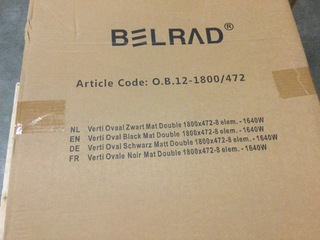 BELRAD®
Article Code: O.B.12-1800/472
NL Verti Ovaal Zwart Mat Double 1800x472-8 elem. - 1640W
EN Verti Oval Black Mat Double 1800x472-8 elem. - 1640W
DE Verti Oval Schwarz Matt Double 1800x472-8 elem. - 1640W
FR Verti Ovale Noir Mat Double 1800x472-8 elem. - 1640W